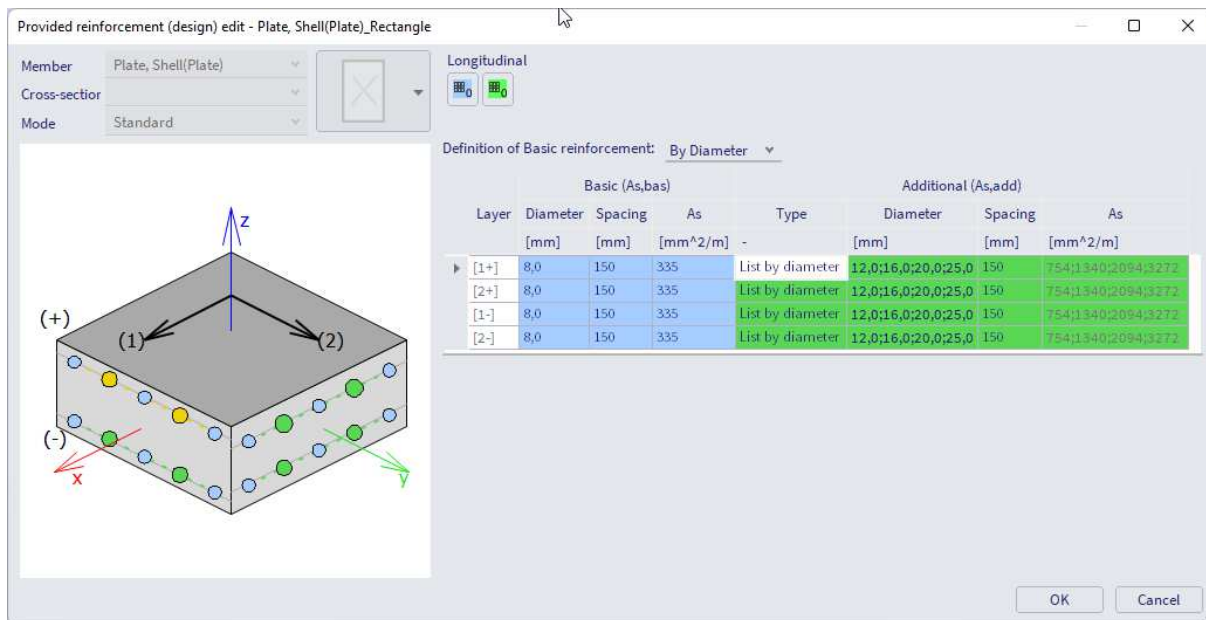 Provided reinforcement (design) edit - Plate, Shell(Plate)_Rectangle
Member Plate, Shell(Plate)
Cross-sectior
Mode Standard
Longitudinal
0 0
Definition of Basic reinforcement: By Diameter
Basic (As,bas) Additional (As,add)
Layer Diameter Spacing As Type Diameter Spacing As
[mm] [mm] [mm^2/m] - [mm] [mm] [mm^2/m]
[1+] 8,0 150 335 List by diameter 12,0;16,0;20,0;25,0 150 754;1340;2094;3272
[2+] 8,0 150 335 List by diameter 12,0;16,0;20,0;25,0 150 754;1340;2094;3272
[1-] 8,0 150 335 List by diameter 12,0;16,0;20,0;25,0 150 754;1340;2094;3272
[2-] 8,0 150 335 List by diameter 12,0;16,0;20,0;25,0 150 754;1340;2094;3272
z
(+)
(1) (2)
(-)
x y
OK Cancel